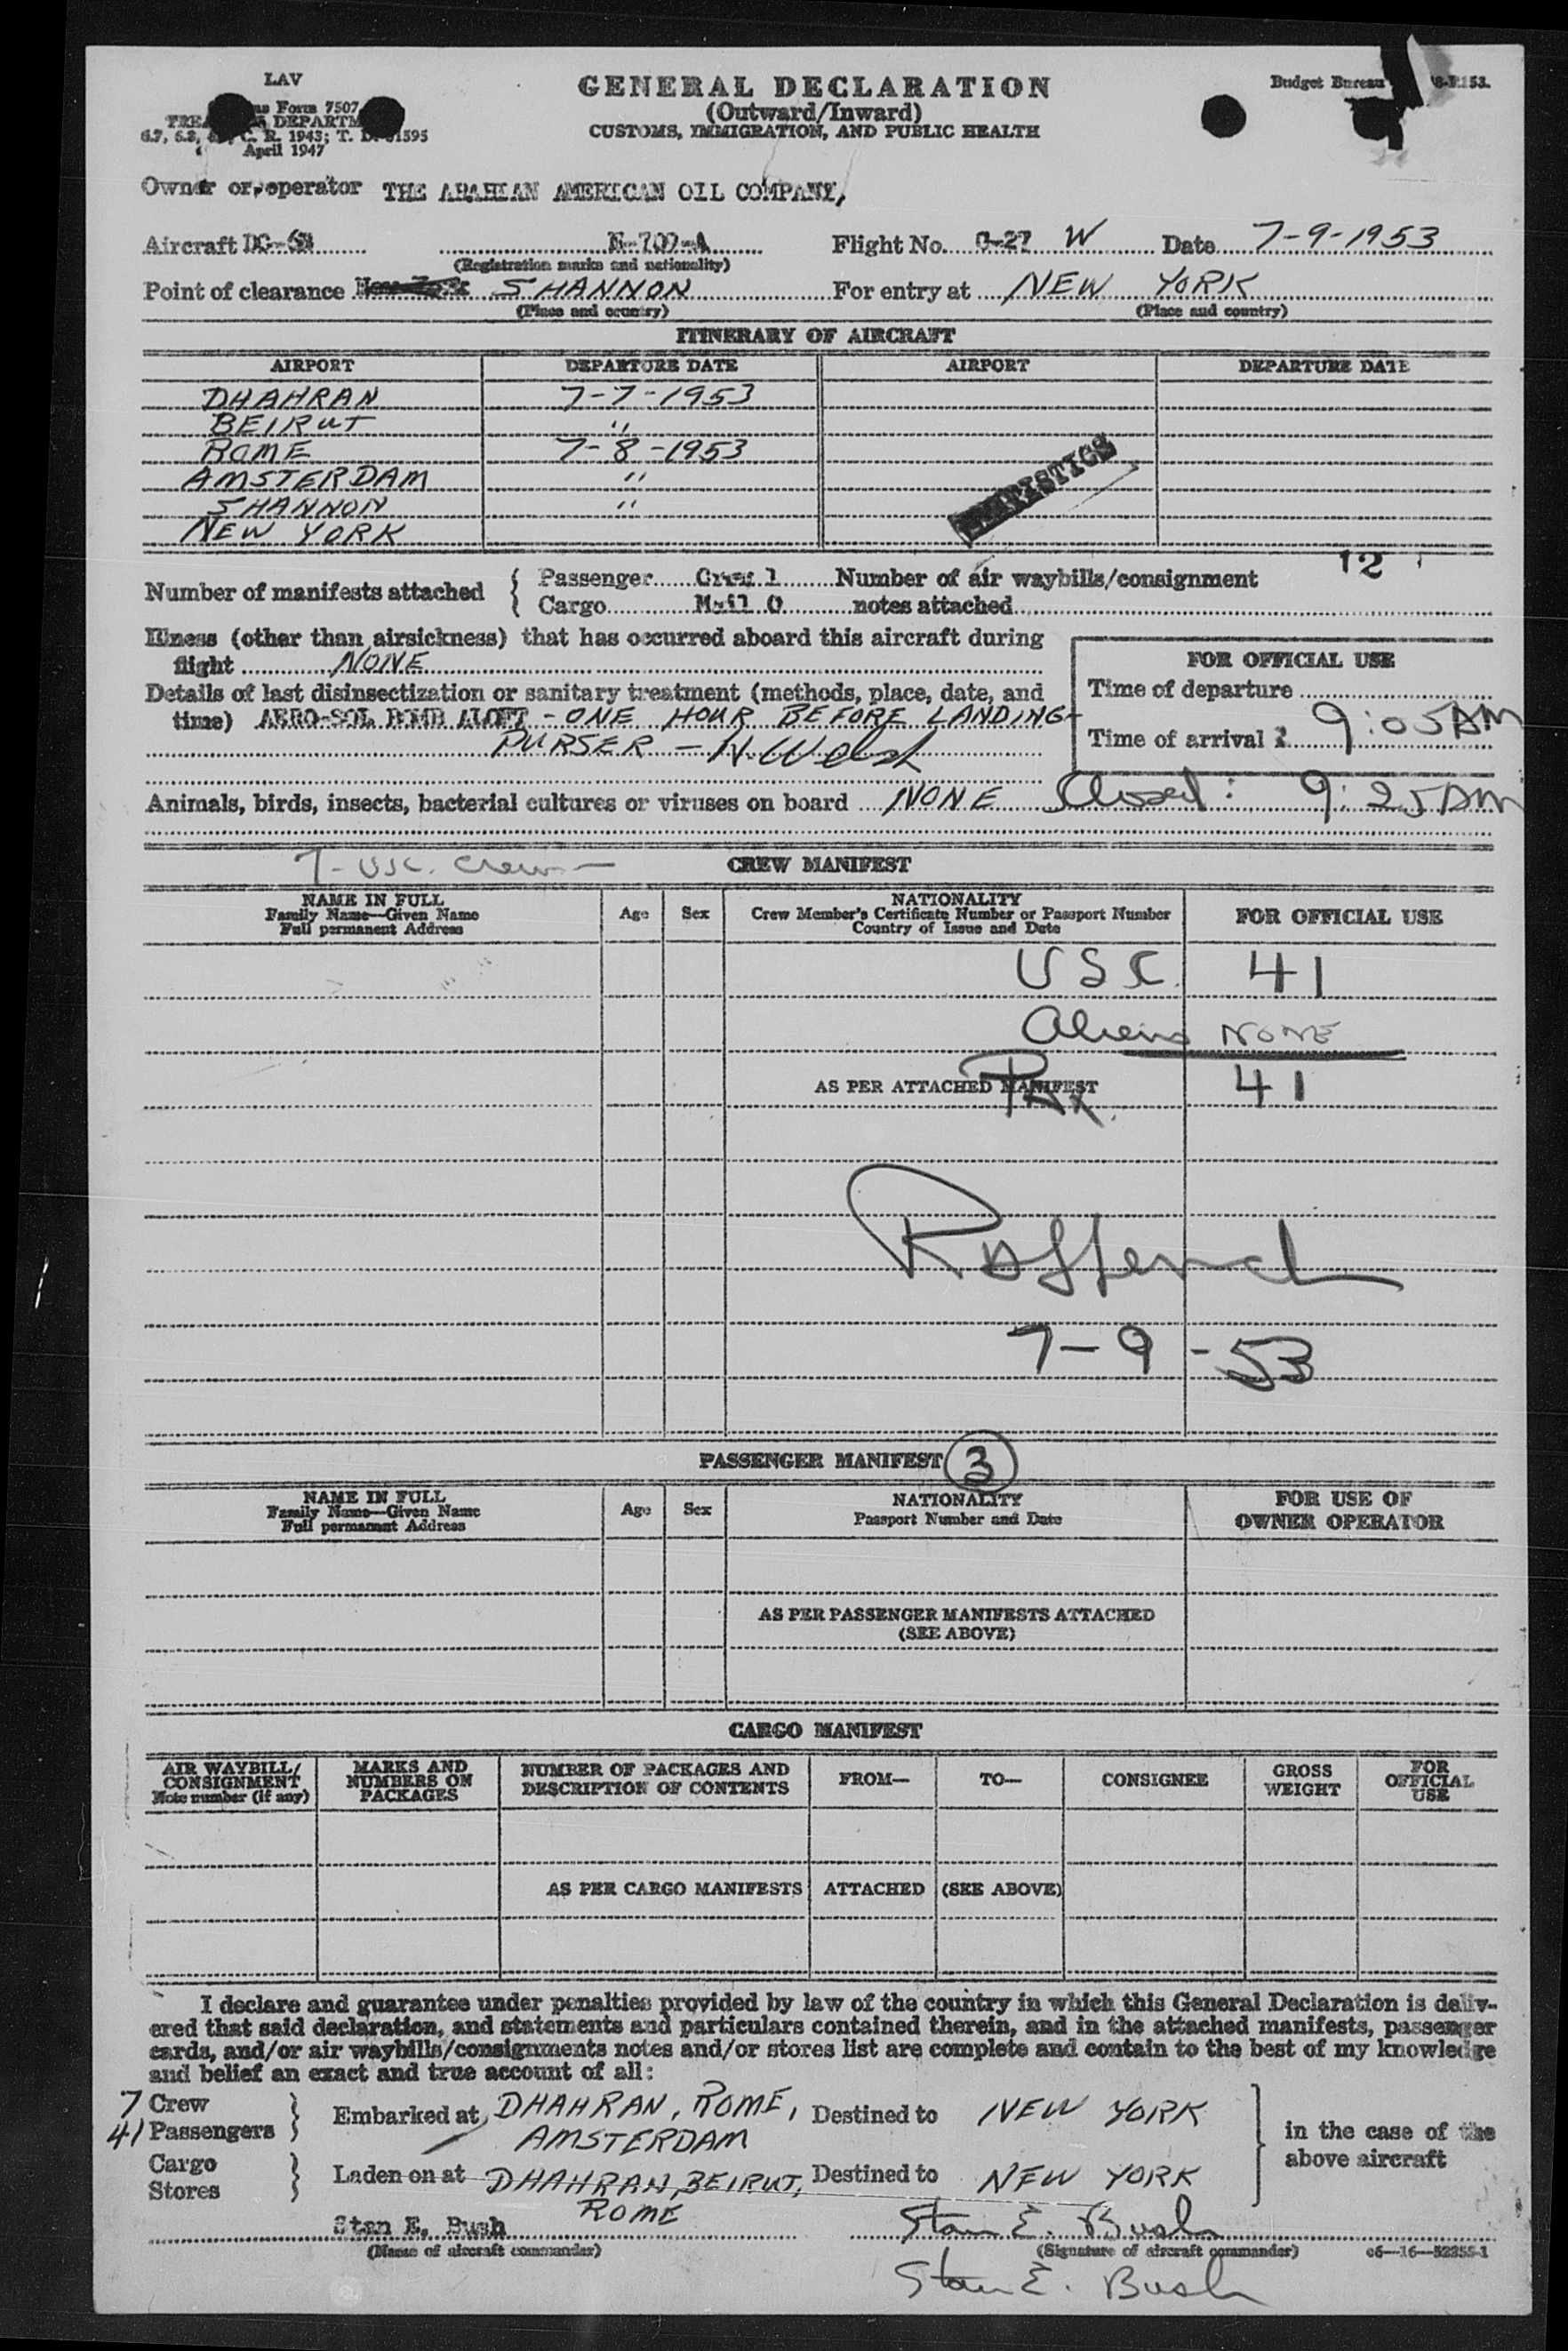 LAV
GENERAL DECLARATION
Budget Bureau
Form 7507
(Outward/Inward)
CUSTOMS, IMMIGRATION, AND PUBLIC HEALTH
R. 1943; T.
April 1947
Owner or operator THE ARABIAN AMERICAN OIL COMPANY,
Aircraft Flight No. C-27 W Date 7-9-1953
(Registration marks and nationality)
Point of clearance SHANNON For entry at NEW YORK
(Place and country) (Place and country)
ITINERARY OF AIRCRAFT
AIRPORT DEPARTURE DATE AIRPORT DEPARTURE DATE
DHAHRAN 7-7-1953
BEIRUT "
ROME 7-8-1953
AMSTERDAM "
SHANNON "
NEW YORK
12
Number of manifests attached { Passenger Crew 1 Number of air waybills/consignment
Cargo Mail 0 notes attached
Illness (other than airsickness) that has occurred aboard this aircraft during
flight NONE
FOR OFFICIAL USE
Details of last disinsectization or sanitary treatment (methods, place, date, and
Time of departure
time) AERO-SOL BOMB ALOFT - ONE HOUR BEFORE LANDING-
Time of arrival 9:05AM
PURSER - N. Welsh
Animals, birds, insects, bacterial cultures or viruses on board NONE Closed: 9:25AM
7- USC. Crew - CREW MANIFEST
NAME IN FULL
Family Name—Given Name
Full permanent Address
Age Sex
NATIONALITY
Crew Member's Certificate Number or Passport Number
Country of Issue and Date
FOR OFFICIAL USE
USC. 41
Aliens NONE
AS PER ATTACHED MANIFEST
Pax. 41
7-9-53
PASSENGER MANIFEST 3
NAME IN FULL
Family Name—Given Name
Full permanent Address
Age Sex
NATIONALITY
Passport Number and Date
FOR USE OF
OWNER OPERATOR
AS PER PASSENGER MANIFESTS ATTACHED
(SEE ABOVE)
CARGO MANIFEST
AIR WAYBILL/
CONSIGNMENT
Note number (if any)
MARKS AND
NUMBERS ON
PACKAGES
NUMBER OF PACKAGES AND
DESCRIPTION OF CONTENTS
FROM— TO— CONSIGNEE
GROSS
WEIGHT
FOR
OFFICIAL
USE
AS PER CARGO MANIFESTS ATTACHED (SEE ABOVE)
I declare and guarantee under penalties provided by law of the country in which this General Declaration is deliv-
ered that said declaration, and statements and particulars contained therein, and in the attached manifests, passenger
cards, and/or air waybills/consignments notes and/or stores list are complete and contain to the best of my knowledge
and belief an exact and true account of all:
7 Crew
41 Passengers
Embarked at DHAHRAN, ROME, Destined to NEW YORK
AMSTERDAM
in the case of the
above aircraft
Cargo
Stores
Laden on at DHAHRAN, BEIRUT, Destined to NEW YORK
ROME
Stan E. Bush Stan E. Bush
(Name of aircraft commander) (Signature of aircraft commander) c6—16—52355-1
Stan E. Bush